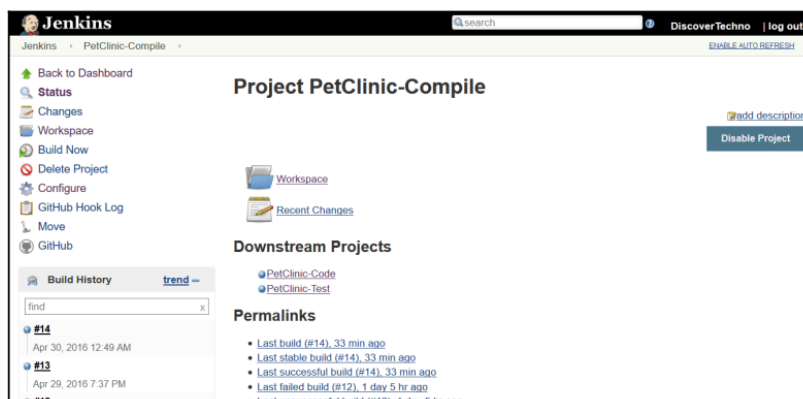 Jenkins
search
DiscoverTechno | log out
Jenkins › PetClinic-Compile ›
ENABLE AUTO REFRESH
Back to Dashboard
Status
Changes
Workspace
Build Now
Delete Project
Configure
GitHub Hook Log
Move
GitHub
Build History
trend
find
x
#14
Apr 30, 2016 12:49 AM
#13
Apr 29, 2016 7:37 PM
Project PetClinic-Compile
add description
Disable Project
Workspace
Recent Changes
Downstream Projects
PetClinic-Code
PetClinic-Test
Permalinks
• Last build (#14), 33 min ago
• Last stable build (#14), 33 min ago
• Last successful build (#14), 33 min ago
• Last failed build (#12), 1 day 5 hr ago